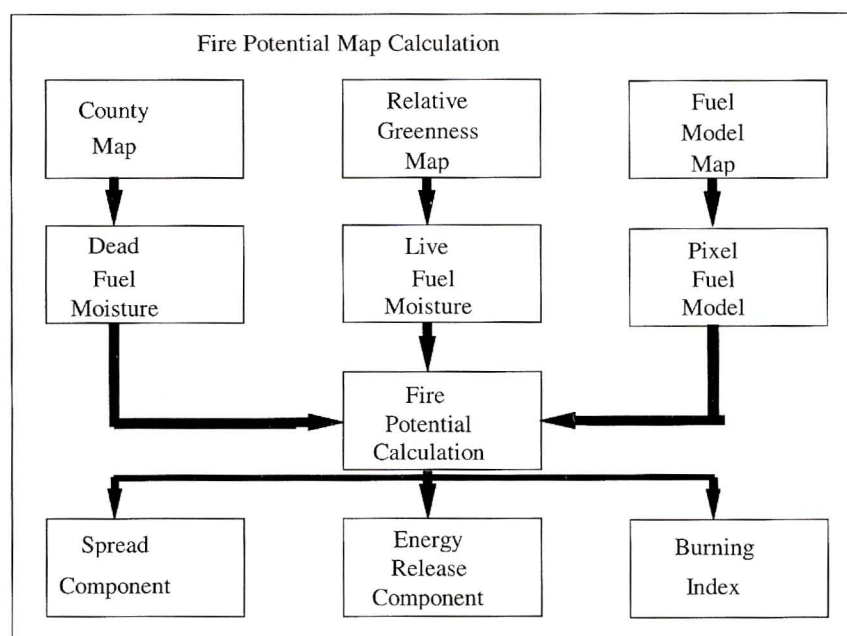 Fire Potential Map Calculation
County
Map
Relative
Greenness
Map
Fuel
Model
Map
Dead
Fuel
Moisture
Live
Fuel
Moisture
Pixel
Fuel
Model
Fire
Potential
Calculation
Spread
Component
Energy
Release
Component
Burning
Index